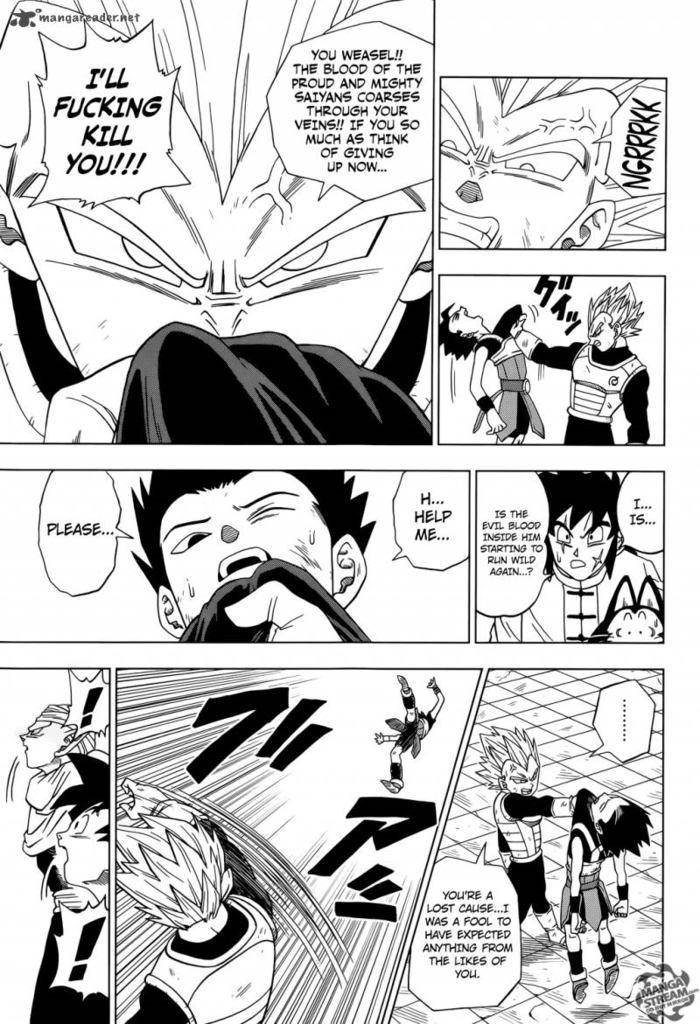 mangareader.net
NGRRRKK
グイッ
YOU WEASEL!!
THE BLOOD OF THE
PROUD AND MIGHTY
SAIYANS COARSES
THROUGH YOUR
VEINS!! IF YOU SO
MUCH AS THINK
OF GIVING
UP NOW...
I'LL
FUCKING
KILL
YOU!!!
I...
IS...
IS THE
EVIL BLOOD
INSIDE HIM
STARTING TO
RUN WILD
AGAIN...?
H...
HELP
ME...
PLEASE...
..........
YOU'RE A
LOST CAUSE...I
WAS A FOOL TO
HAVE EXPECTED
ANYTHING FROM
THE LIKES OF
YOU.
!
!
MANGA
STREAM